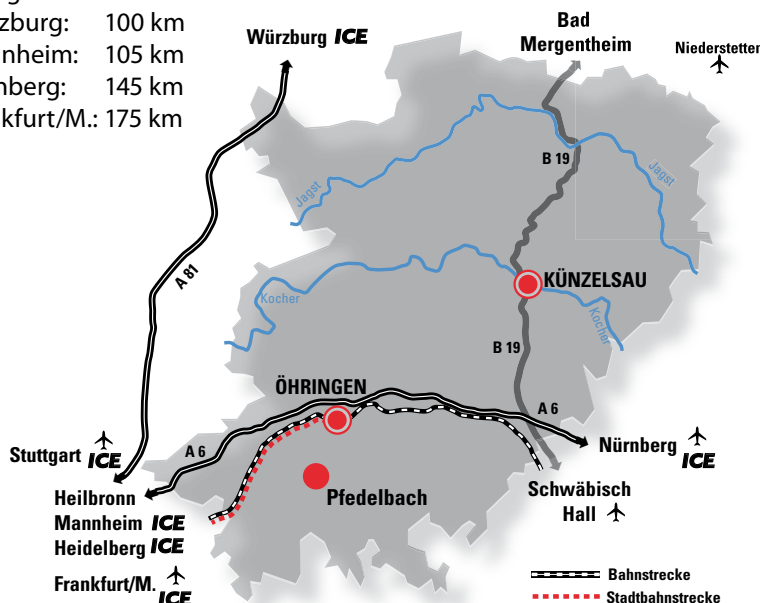 zburg: 100 km
nheim: 105 km
nberg: 145 km
kfurt/M.: 175 km
Würzburg ICE
Bad
Mergentheim
Niederstetten
B 19
Jagst
Jagst
A 81
KÜNZELSAU
Kocher
Kocher
B 19
ÖHRINGEN
A 6
A 6
Nürnberg
ICE
Stuttgart
ICE
Heilbronn
Mannheim ICE
Heidelberg ICE
Frankfurt/M.
ICE
Pfedelbach
Schwäbisch
Hall
Bahnstrecke
Stadtbahnstrecke